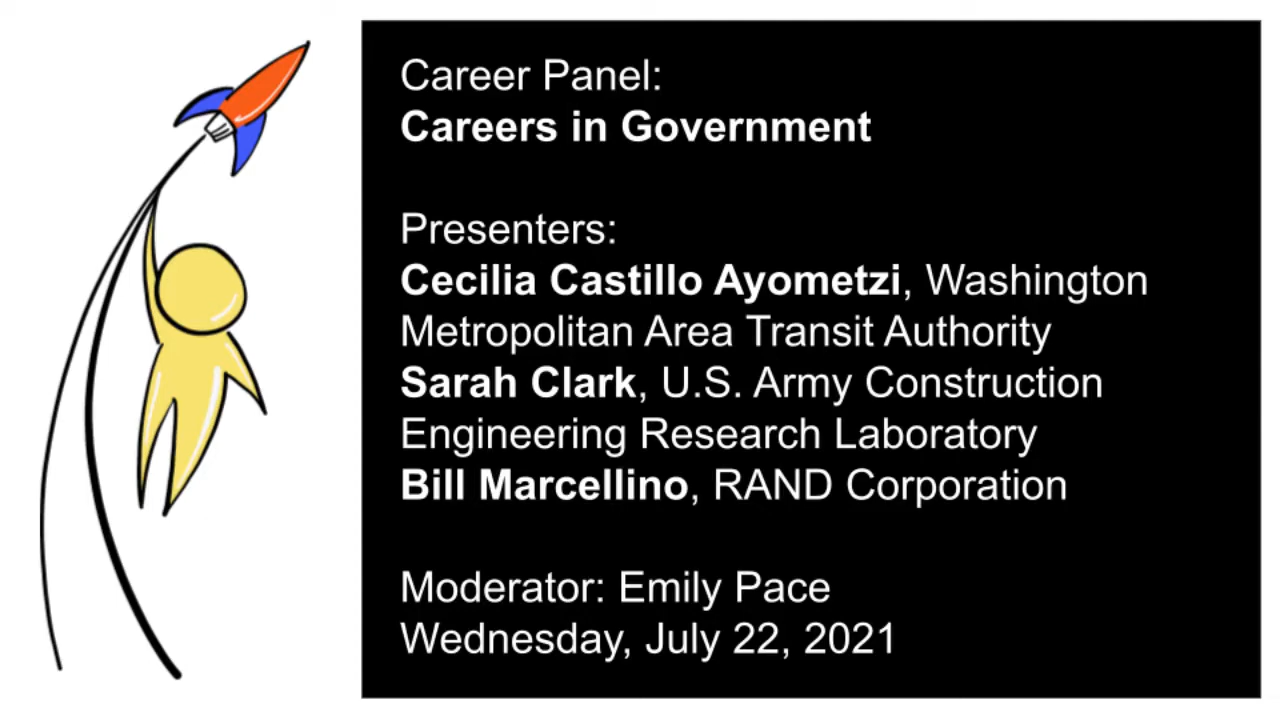 Career Panel:
Careers in Government
Presenters:
Cecilia Castillo Ayometzi, Washington
Metropolitan Area Transit Authority
Sarah Clark, U.S. Army Construction
Engineering Research Laboratory
Bill Marcellino, RAND Corporation
Moderator: Emily Pace
Wednesday, July 22, 2021